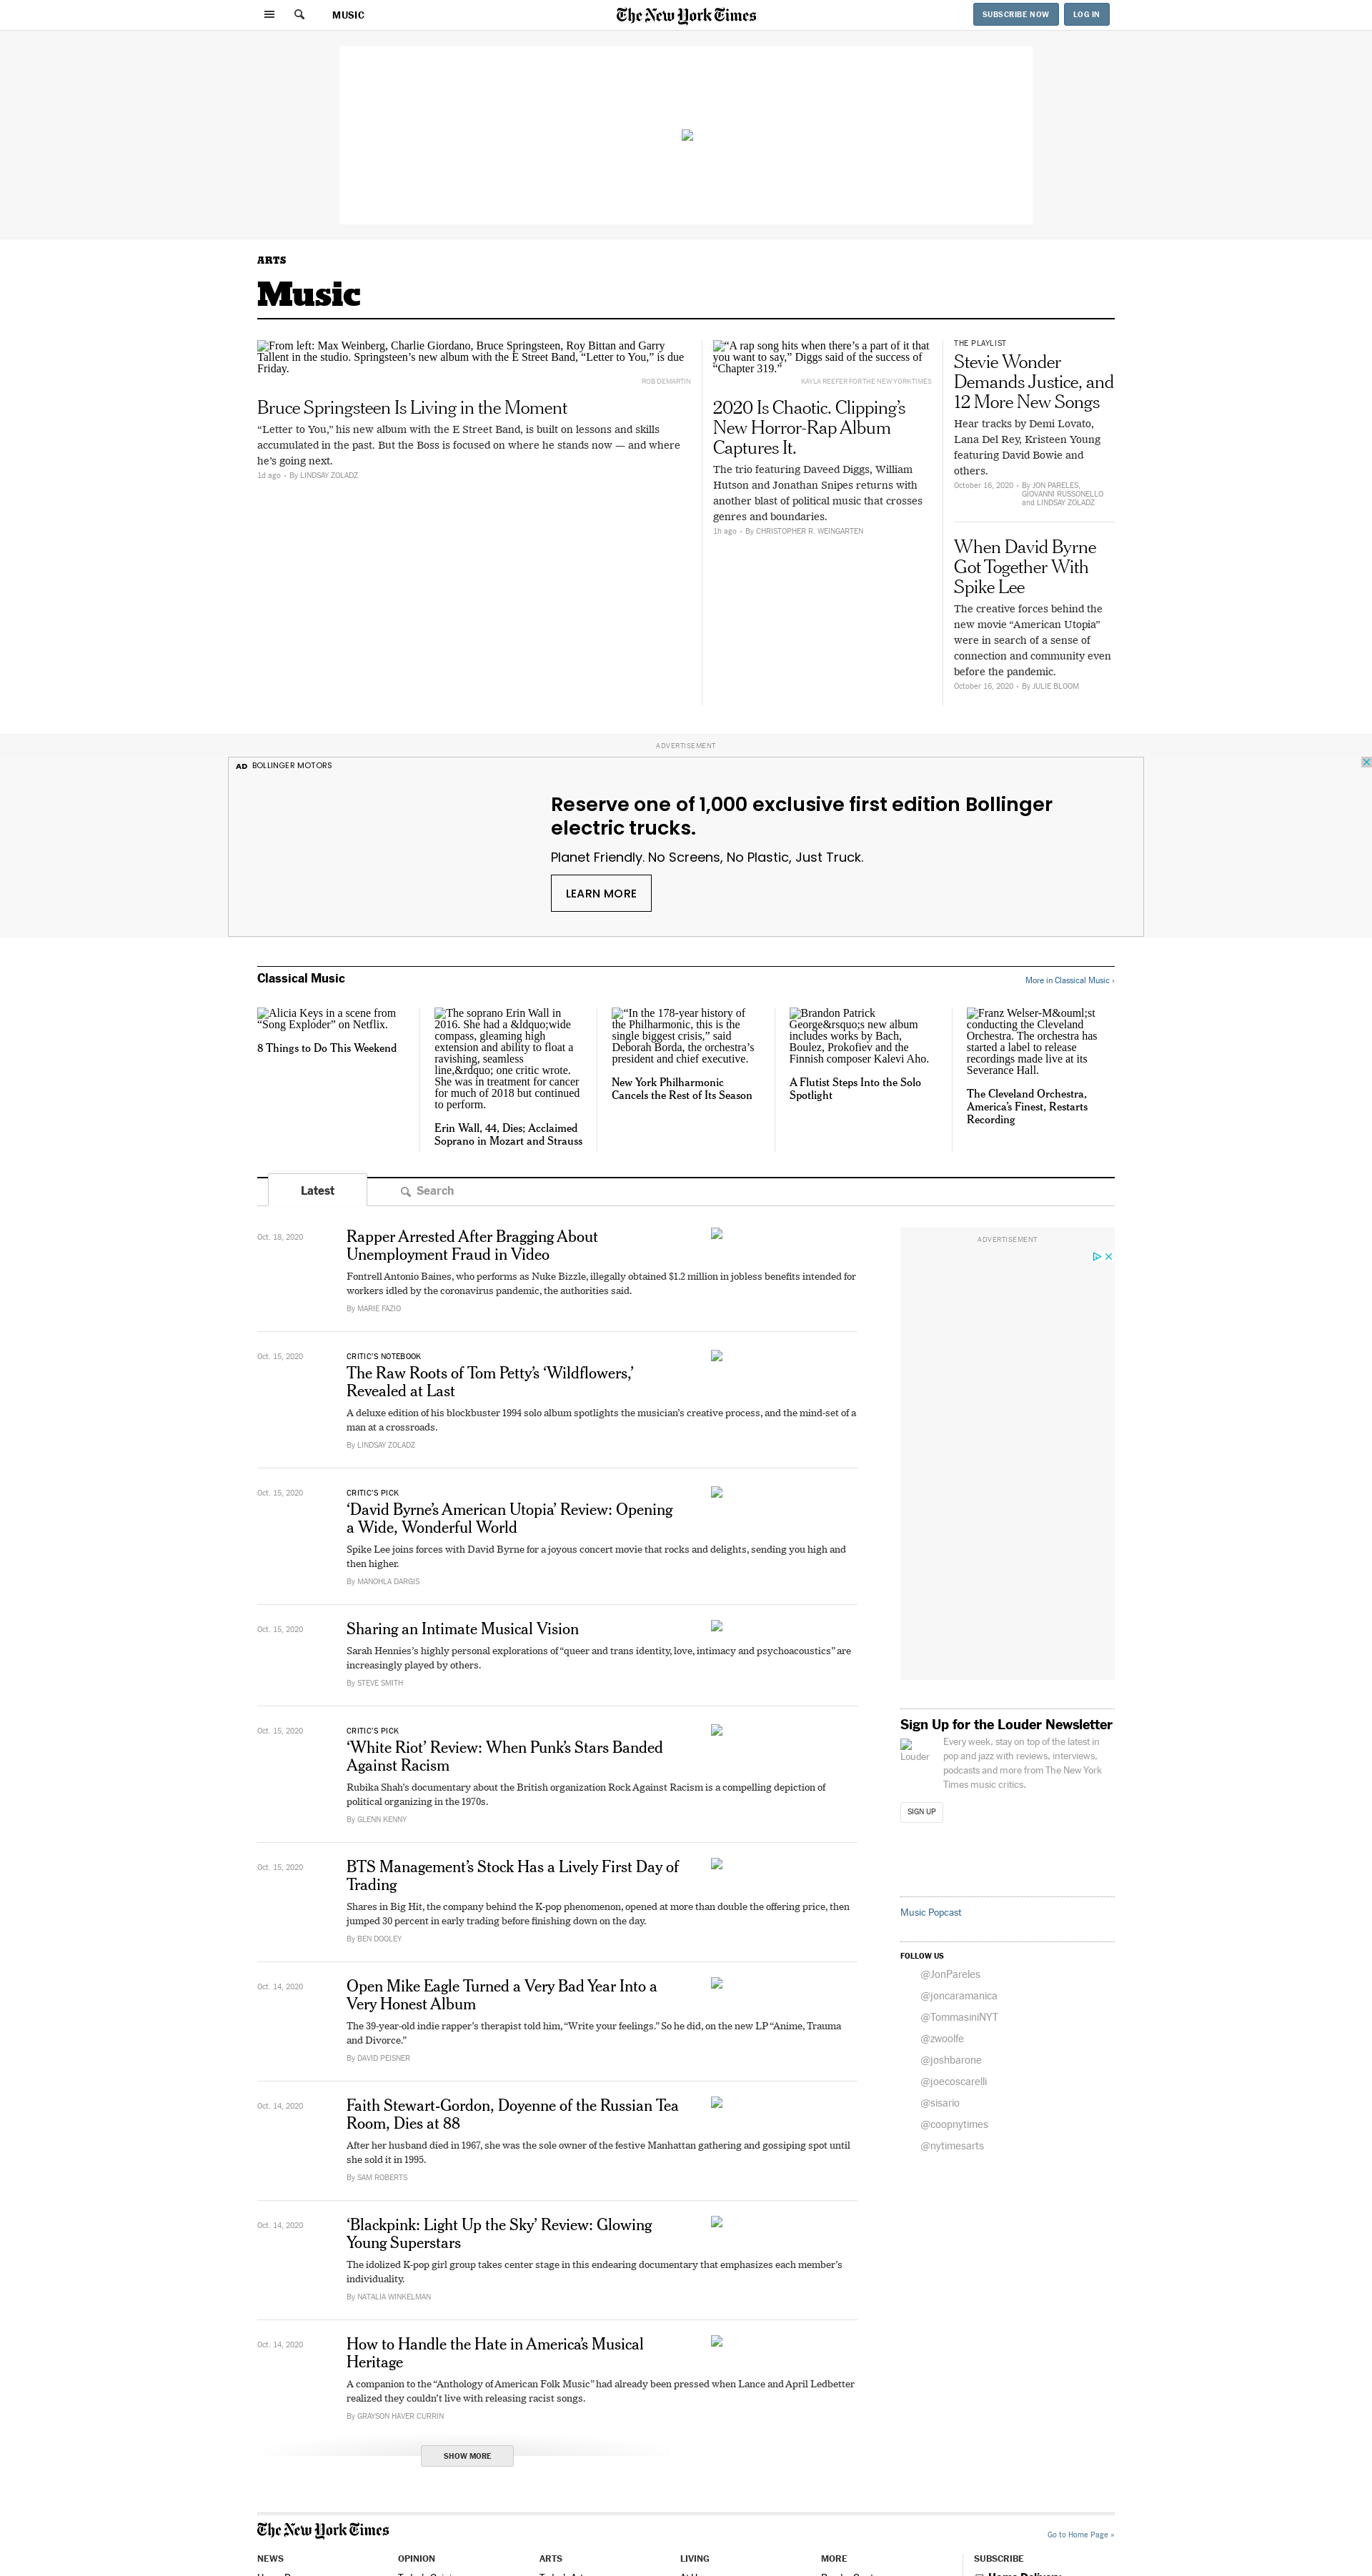 MUSIC
The New York Times
SUBSCRIBE NOW
LOG IN
ARTS
Music
From left: Max Weinberg, Charlie Giordano, Bruce Springsteen, Roy Bittan and Garry
Tallent in the studio. Springsteen's new album with the E Street Band, “Letter to You,” is due
Friday.
ROB DEMARTIN
Bruce Springsteen Is Living in the Moment
“Letter to You,” his new album with the E Street Band, is built on lessons and skills
accumulated in the past. But the Boss is focused on where he stands now — and where
he’s going next.
1d ago • By LINDSAY ZOLADZ
“A rap song hits when there’s a part of it that
you want to say,” Diggs said of the success of
“Chapter 319.”
KAYLA REEFER FOR THE NEW YORK TIMES
2020 Is Chaotic. Clipping’s
New Horror-Rap Album
Captures It.
The trio featuring Daveed Diggs, William
Hutson and Jonathan Snipes returns with
another blast of political music that crosses
genres and boundaries.
1h ago • By CHRISTOPHER R. WEINGARTEN
THE PLAYLIST
Stevie Wonder
Demands Justice, and
12 More New Songs
Hear tracks by Demi Lovato,
Lana Del Rey, Kristeen Young
featuring David Bowie and
others.
October 16, 2020 • By JON PARELES,
GIOVANNI RUSSONELLO
and LINDSAY ZOLADZ
When David Byrne
Got Together With
Spike Lee
The creative forces behind the
new movie “American Utopia”
were in search of a sense of
connection and community even
before the pandemic.
October 16, 2020 • By JULIE BLOOM
ADVERTISEMENT
AD BOLLINGER MOTORS
Reserve one of 1,000 exclusive first edition Bollinger
electric trucks.
Planet Friendly. No Screens, No Plastic, Just Truck.
LEARN MORE
Classical Music
More in Classical Music ›
Alicia Keys in a scene from
“Song Exploder” on Netflix.
8 Things to Do This Weekend
The soprano Erin Wall in
2016. She had a &ldquo;wide
compass, gleaming high
extension and ability to float a
ravishing, seamless
line,&rdquo; one critic wrote.
She was in treatment for cancer
for much of 2018 but continued
to perform.
Erin Wall, 44, Dies; Acclaimed
Soprano in Mozart and Strauss
“In the 178-year history of
the Philharmonic, this is the
single biggest crisis,” said
Deborah Borda, the orchestra’s
president and chief executive.
New York Philharmonic
Cancels the Rest of Its Season
Brandon Patrick
George&rsquo;s new album
includes works by Bach,
Boulez, Prokofiev and the
Finnish composer Kalevi Aho.
A Flutist Steps Into the Solo
Spotlight
Franz Welser-M&ouml;st
conducting the Cleveland
Orchestra. The orchestra has
started a label to release
recordings made live at its
Severance Hall.
The Cleveland Orchestra,
America’s Finest, Restarts
Recording
Latest
Search
Oct. 18, 2020
Rapper Arrested After Bragging About
Unemployment Fraud in Video
Fontrell Antonio Baines, who performs as Nuke Bizzle, illegally obtained $1.2 million in jobless benefits intended for
workers idled by the coronavirus pandemic, the authorities said.
By MARIE FAZIO
Oct. 15, 2020
CRITIC’S NOTEBOOK
The Raw Roots of Tom Petty’s ‘Wildflowers,’
Revealed at Last
A deluxe edition of his blockbuster 1994 solo album spotlights the musician’s creative process, and the mind-set of a
man at a crossroads.
By LINDSAY ZOLADZ
Oct. 15, 2020
CRITIC’S PICK
‘David Byrne’s American Utopia’ Review: Opening
a Wide, Wonderful World
Spike Lee joins forces with David Byrne for a joyous concert movie that rocks and delights, sending you high and
then higher.
By MANOHLA DARGIS
Oct. 15, 2020
Sharing an Intimate Musical Vision
Sarah Hennies’s highly personal explorations of “queer and trans identity, love, intimacy and psychoacoustics” are
increasingly played by others.
By STEVE SMITH
Oct. 15, 2020
CRITIC’S PICK
‘White Riot’ Review: When Punk’s Stars Banded
Against Racism
Rubika Shah’s documentary about the British organization Rock Against Racism is a compelling depiction of
political organizing in the 1970s.
By GLENN KENNY
Oct. 15, 2020
BTS Management’s Stock Has a Lively First Day of
Trading
Shares in Big Hit, the company behind the K-pop phenomenon, opened at more than double the offering price, then
jumped 30 percent in early trading before finishing down on the day.
By BEN DOOLEY
Oct. 14, 2020
Open Mike Eagle Turned a Very Bad Year Into a
Very Honest Album
The 39-year-old indie rapper’s therapist told him, “Write your feelings.” So he did, on the new LP “Anime, Trauma
and Divorce.”
By DAVID PEISNER
Oct. 14, 2020
Faith Stewart-Gordon, Doyenne of the Russian Tea
Room, Dies at 88
After her husband died in 1967, she was the sole owner of the festive Manhattan gathering and gossiping spot until
she sold it in 1995.
By SAM ROBERTS
Oct. 14, 2020
‘Blackpink: Light Up the Sky’ Review: Glowing
Young Superstars
The idolized K-pop girl group takes center stage in this endearing documentary that emphasizes each member’s
individuality.
By NATALIA WINKELMAN
Oct. 14, 2020
How to Handle the Hate in America’s Musical
Heritage
A companion to the “Anthology of American Folk Music” had already been pressed when Lance and April Ledbetter
realized they couldn’t live with releasing racist songs.
By GRAYSON HAVER CURRIN
SHOW MORE
ADVERTISEMENT
Sign Up for the Louder Newsletter
Louder
Every week, stay on top of the latest in
pop and jazz with reviews, interviews,
podcasts and more from The New York
Times music critics.
SIGN UP
Music Popcast
FOLLOW US
@JonPareles
@joncaramanica
@TommasiniNYT
@zwoolfe
@joshbarone
@joecoscarelli
@sisario
@coopnytimes
@nytimesarts
The New York Times
Go to Home Page »
NEWS
OPINION
ARTS
LIVING
MORE
SUBSCRIBE